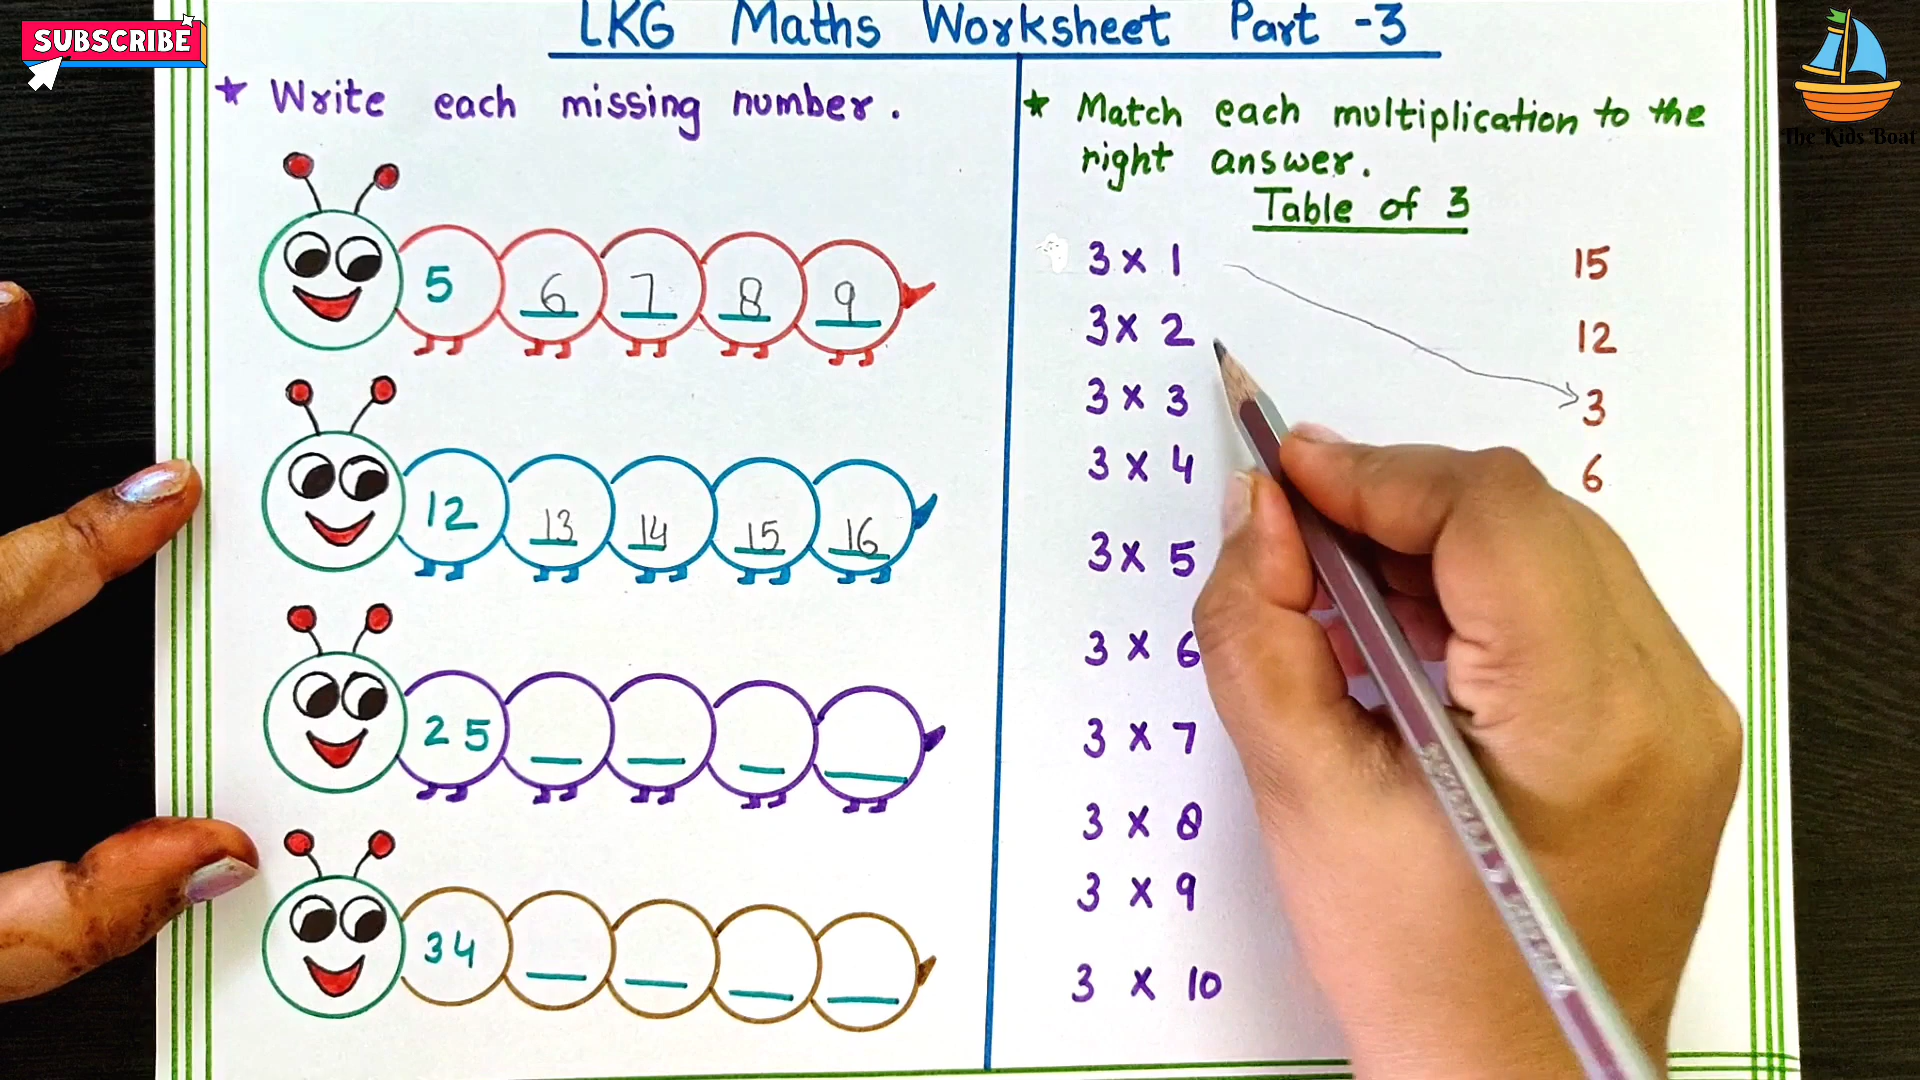 SUBSCRIBE
The Kids Boat
LKG Maths Worksheet Part -3
★ Write each missing number.
5 6 7 8 9
12 13 14 15 16
25 _ _ _ _
34 _ _ _ _
★ Match each multiplication to the
right answer.
Table of 3
3 x 1 15
3 x 2 12
3 x 3 3
3 x 4 6
3 x 5
3 x 6
3 x 7
3 x 8
3 x 9
3 x 10